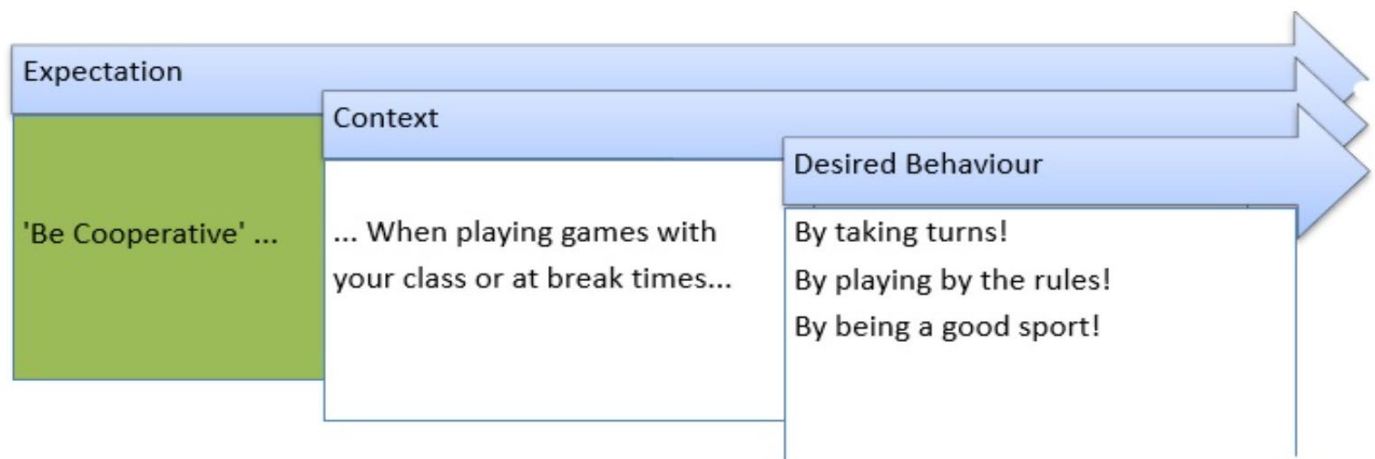 Expectation
Context
Desired Behaviour
'Be Cooperative' ...
... When playing games with
your class or at break times...
By taking turns!
By playing by the rules!
By being a good sport!